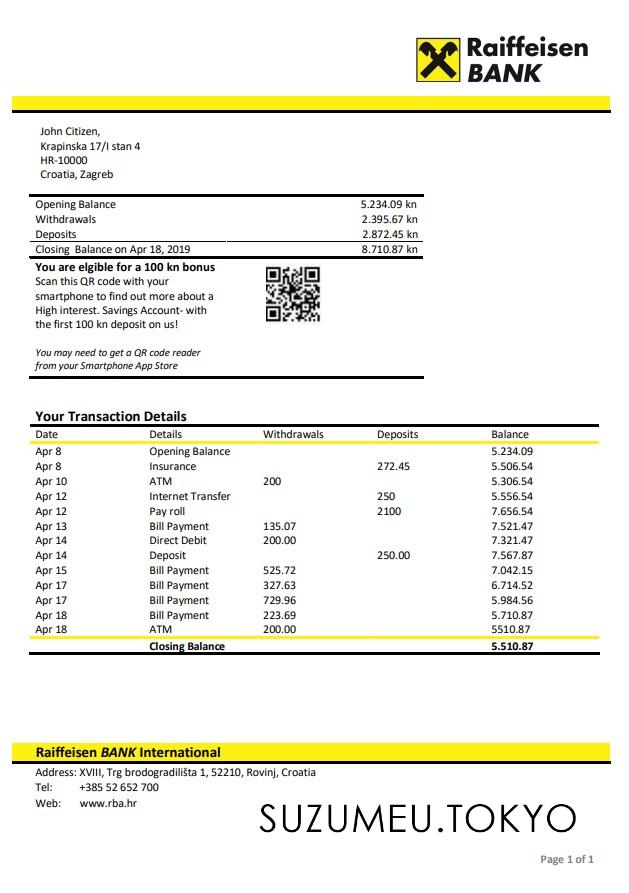 Raiffeisen
BANK
John Citizen,
Krapinska 17/I stan 4
HR-10000
Croatia, Zagreb
Opening Balance 5.234.09 kn
Withdrawals 2.395.67 kn
Deposits 2.872.45 kn
Closing Balance on Apr 18, 2019 8.710.87 kn
You are elgible for a 100 kn bonus
Scan this QR code with your
smartphone to find out more about a
High interest. Savings Account- with
the first 100 kn deposit on us!
You may need to get a QR code reader
from your Smartphone App Store
Your Transaction Details
Date Details Withdrawals Deposits Balance
Apr 8 Opening Balance 5.234.09
Apr 8 Insurance 272.45 5.506.54
Apr 10 ATM 200 5.306.54
Apr 12 Internet Transfer 250 5.556.54
Apr 12 Pay roll 2100 7.656.54
Apr 13 Bill Payment 135.07 7.521.47
Apr 14 Direct Debit 200.00 7.321.47
Apr 14 Deposit 250.00 7.567.87
Apr 15 Bill Payment 525.72 7.042.15
Apr 17 Bill Payment 327.63 6.714.52
Apr 17 Bill Payment 729.96 5.984.56
Apr 18 Bill Payment 223.69 5.710.87
Apr 18 ATM 200.00 5510.87
Closing Balance 5.510.87
Raiffeisen BANK International
Address: XVIII, Trg brodogradilišta 1, 52210, Rovinj, Croatia
Tel: +385 52 652 700
Web: www.rba.hr
SUZUMEU.TOKYO
Page 1 of 1